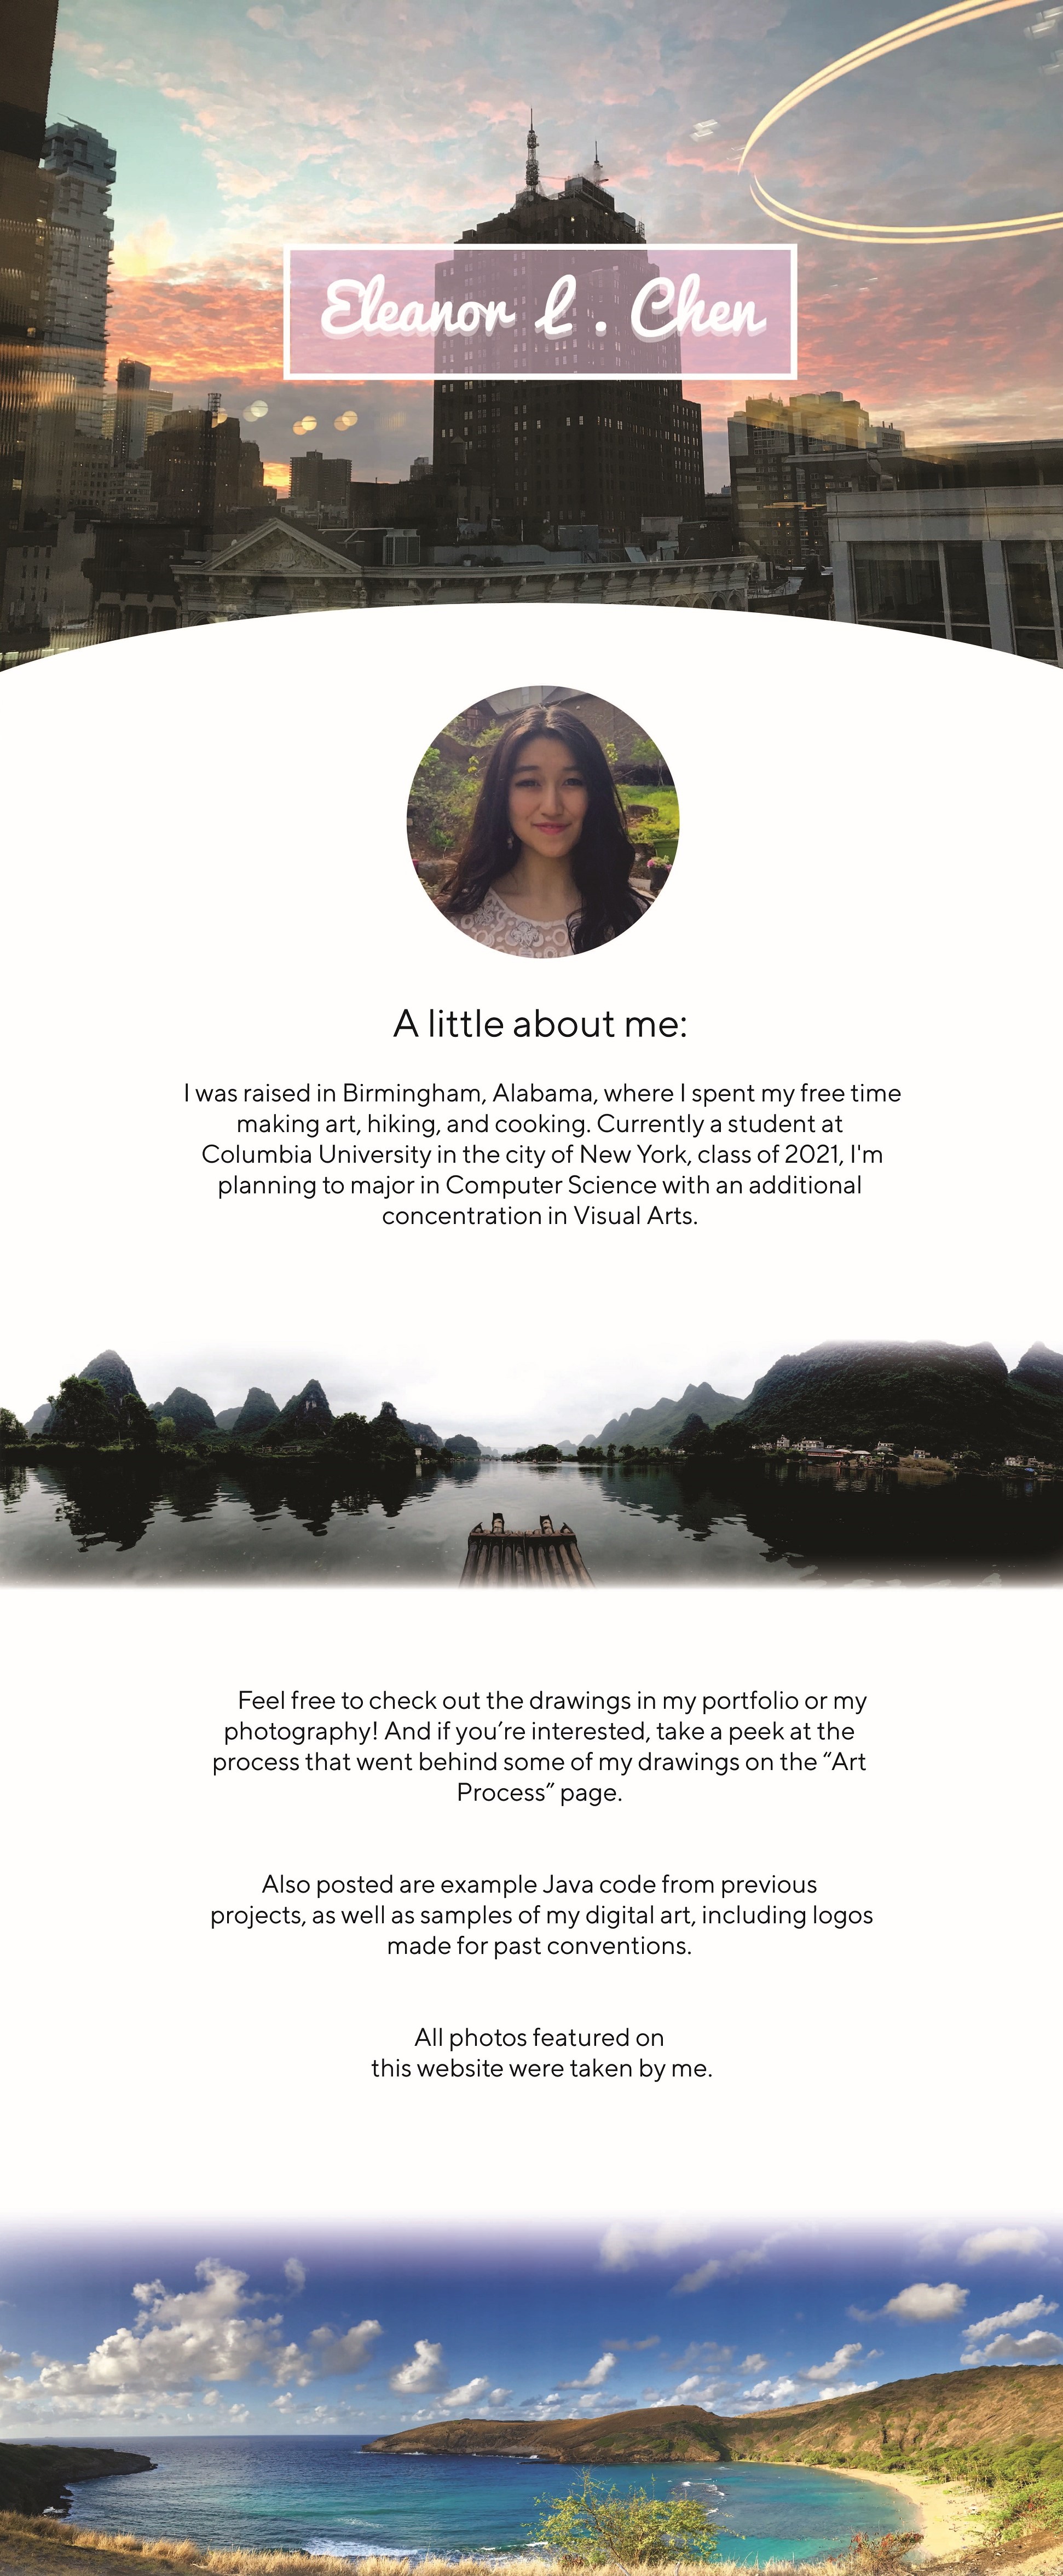 Eleanor L . Chen
A little about me:
I was raised in Birmingham, Alabama, where I spent my free time
making art, hiking, and cooking. Currently a student at
Columbia University in the city of New York, class of 2021, I'm
planning to major in Computer Science with an additional
concentration in Visual Arts.
Feel free to check out the drawings in my portfolio or my
photography! And if you’re interested, take a peek at the
process that went behind some of my drawings on the “Art
Process” page.
Also posted are example Java code from previous
projects, as well as samples of my digital art, including logos
made for past conventions.
All photos featured on
this website were taken by me.